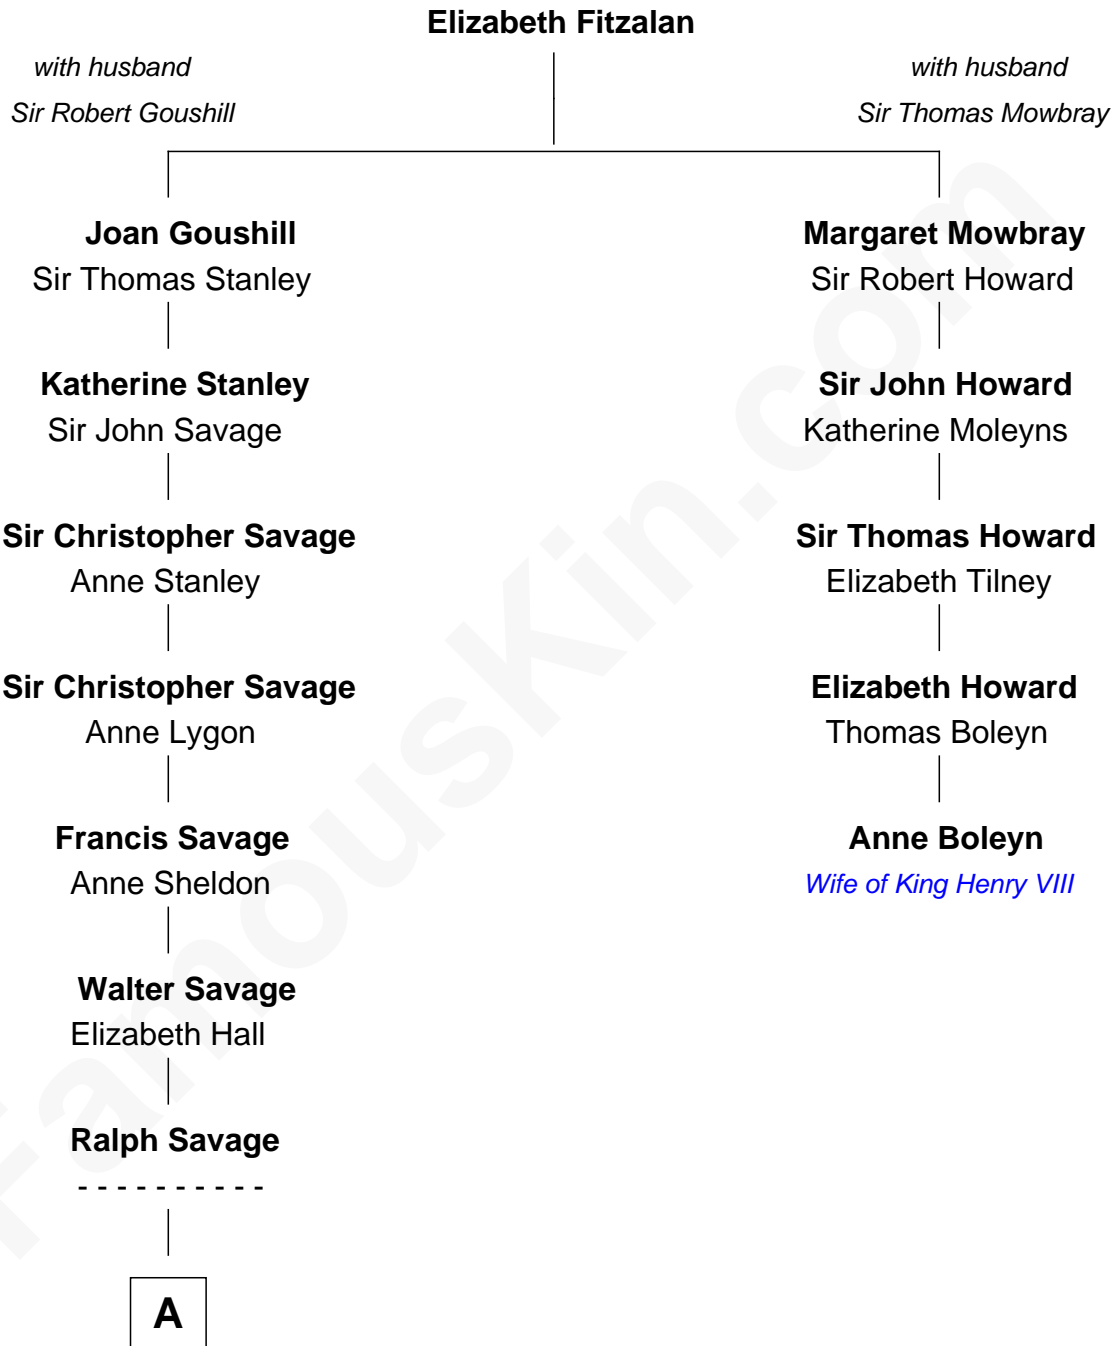 Elizabeth Fitzalan
with husband
Sir Robert Goushill
with husband
Sir Thomas Mowbray
Joan Goushill
Sir Thomas Stanley
Margaret Mowbray
Sir Robert Howard
Katherine Stanley
Sir John Savage
Sir John Howard
Katherine Moleyns
Sir Christopher Savage
Anne Stanley
Sir Thomas Howard
Elizabeth Tilney
Sir Christopher Savage
Anne Lygon
Elizabeth Howard
Thomas Boleyn
Francis Savage
Anne Sheldon
Anne Boleyn
Wife of King Henry VIII
Walter Savage
Elizabeth Hall
Ralph Savage
- - - - - - - - - -
A
FamousKin.com